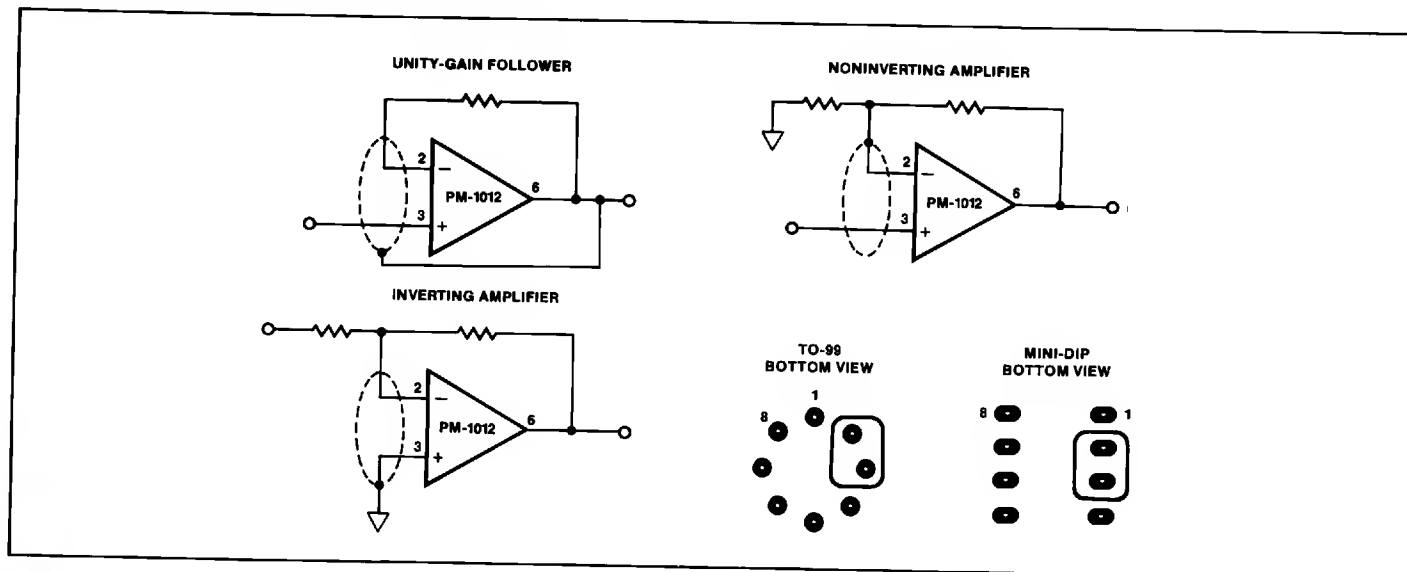 UNITY-GAIN FOLLOWER
2
−
PM-1012
6
3
+
NONINVERTING AMPLIFIER
2
−
PM-1012
6
3
+
INVERTING AMPLIFIER
2
−
PM-1012
6
3
+
TO-99
BOTTOM VIEW
1
8
MINI-DIP
BOTTOM VIEW
8
1